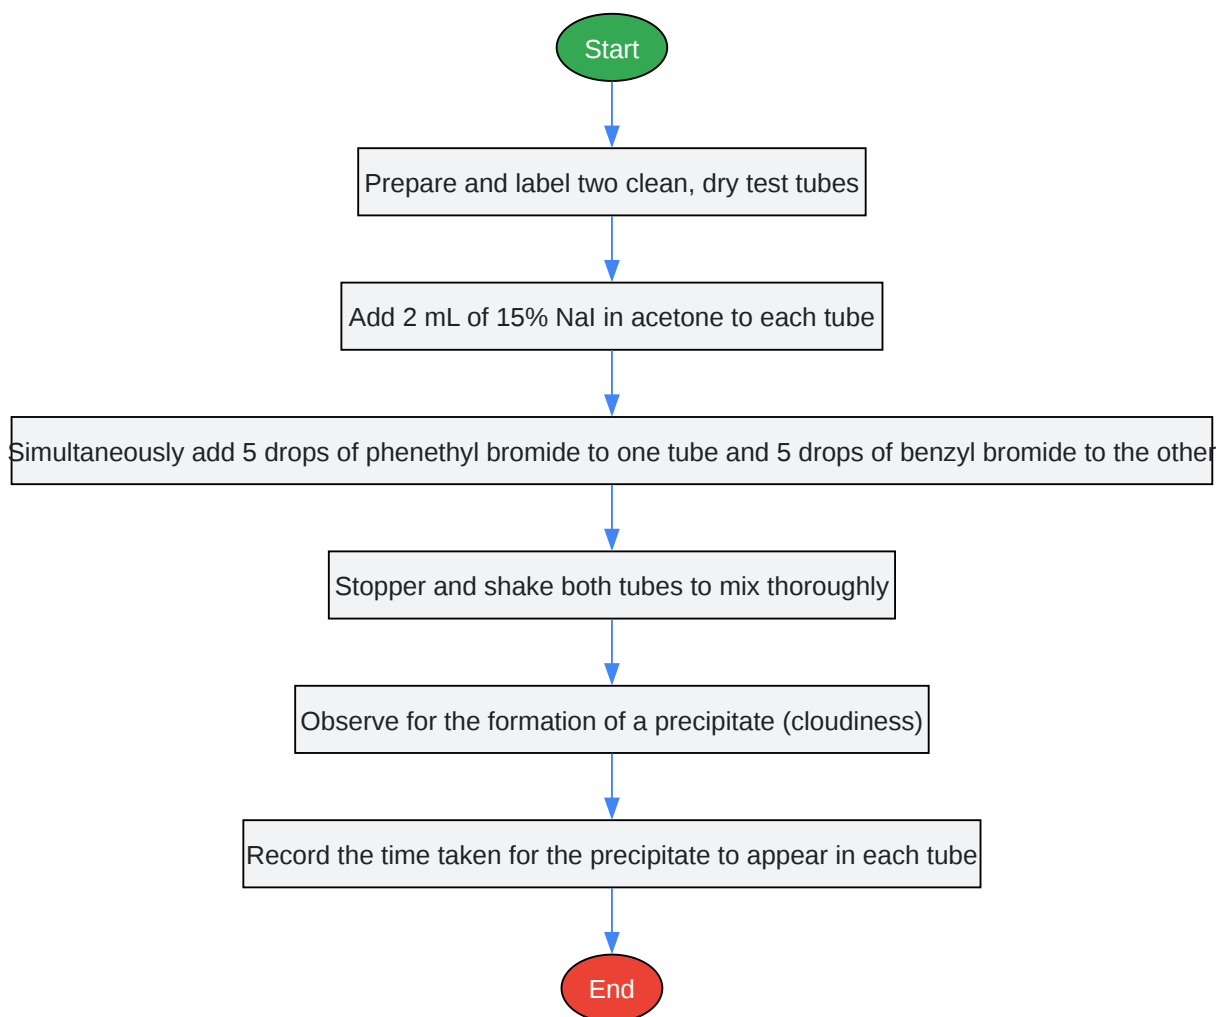 Start
Prepare and label two clean, dry test tubes
Add 2 mL of 15% NaI in acetone to each tube
Simultaneously add 5 drops of phenethyl bromide to one tube and 5 drops of benzyl bromide to the other
Stopper and shake both tubes to mix thoroughly
Observe for the formation of a precipitate (cloudiness)
Record the time taken for the precipitate to appear in each tube
End